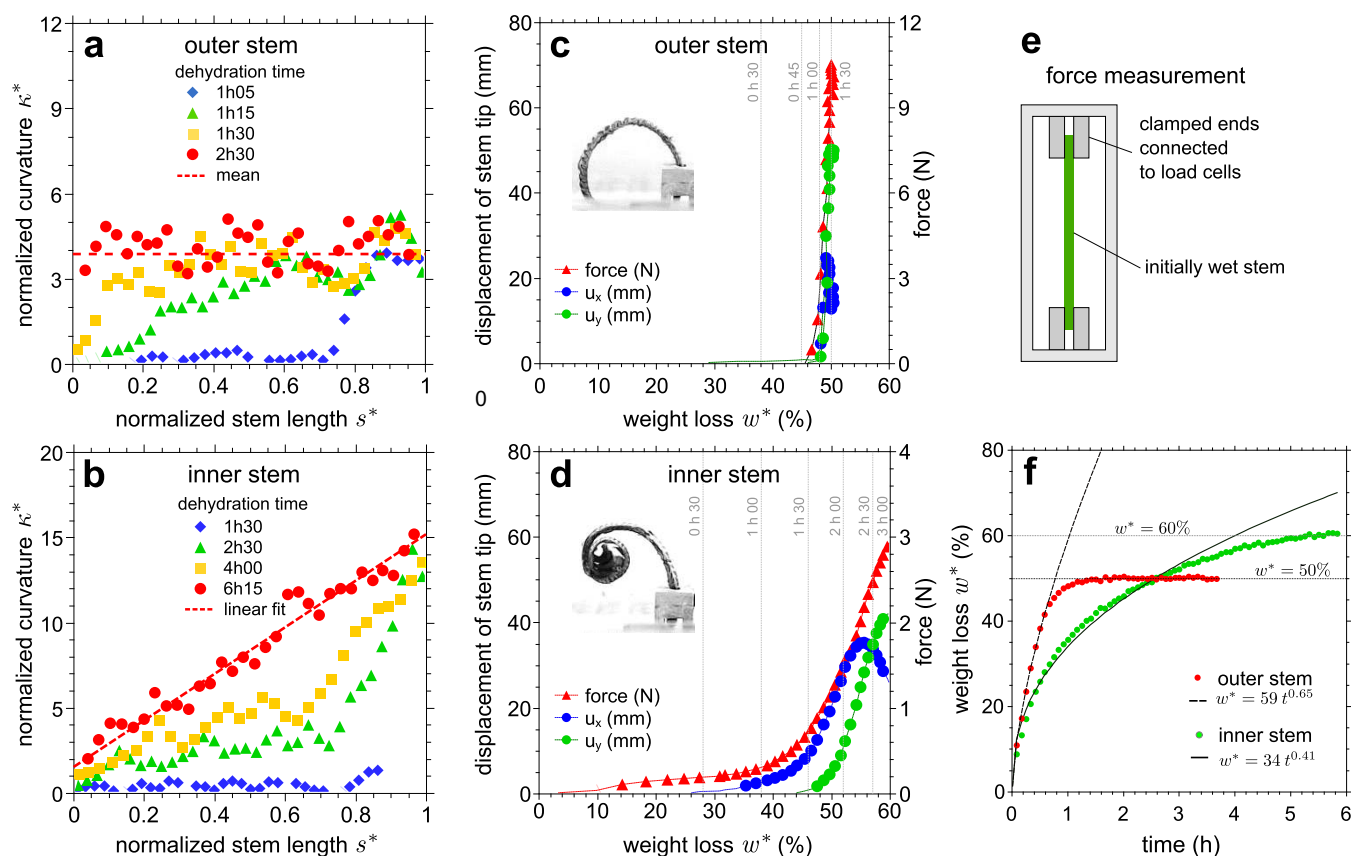 a
outer stem
dehydration time
1h05
1h15
1h30
2h30
mean
normalized curvature κ*
12
9
6
3
0
0 0.2 0.4 0.6 0.8 1
normalized stem length s*
b
inner stem
dehydration time
1h30
2h30
4h00
6h15
linear fit
normalized curvature κ*
20
15
10
5
0
0 0.2 0.4 0.6 0.8 1
normalized stem length s*
c
outer stem
0 h 30
0 h 45
1 h 00
1 h 30
force (N)
uₓ (mm)
u_y (mm)
displacement of stem tip (mm)
80
60
40
20
0
force (N)
12
9
6
3
0
0 10 20 30 40 50 60
0
weight loss w* (%)
d
inner stem
0 h 30
1 h 00
1 h 30
2 h 00
2 h 30
3 h 00
force (N)
uₓ (mm)
u_y (mm)
displacement of stem tip (mm)
80
60
40
20
0
force (N)
4
3
2
1
0
0 10 20 30 40 50 60
weight loss w* (%)
e
force measurement
clamped ends
connected
to load cells
initially wet stem
f
w* = 60%
w* = 50%
outer stem
w* = 59 t^0.65
inner stem
w* = 34 t^0.41
weight loss w* (%)
80
60
40
20
0
0 1 2 3 4 5 6
time (h)